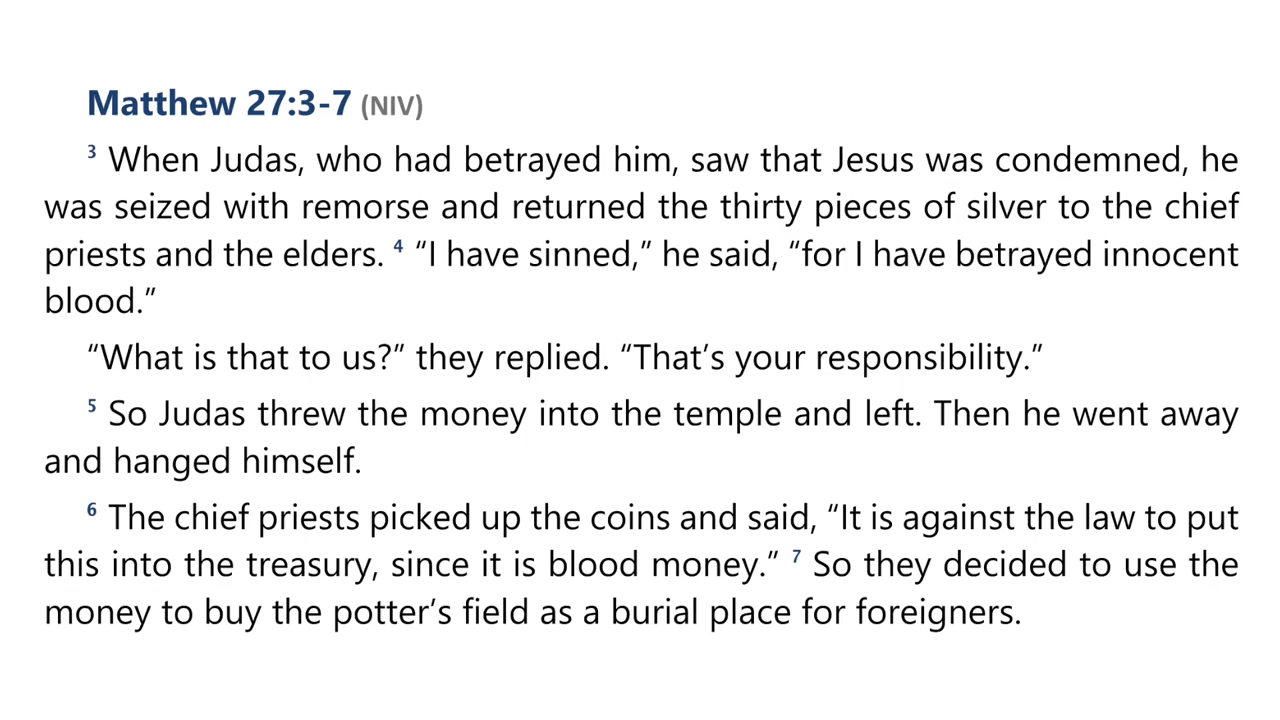 Matthew 27:3-7 (NIV)
3 When Judas, who had betrayed him, saw that Jesus was condemned, he
was seized with remorse and returned the thirty pieces of silver to the chief
priests and the elders. 4 “I have sinned,” he said, “for I have betrayed innocent
blood.”
“What is that to us?” they replied. “That’s your responsibility.”
5 So Judas threw the money into the temple and left. Then he went away
and hanged himself.
6 The chief priests picked up the coins and said, “It is against the law to put
this into the treasury, since it is blood money.” 7 So they decided to use the
money to buy the potter’s field as a burial place for foreigners.